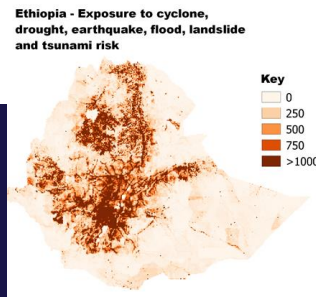 Ethiopia - Exposure to cyclone,
drought, earthquake, flood, landslide
and tsunami risk
Key
0
250
500
750
>1000